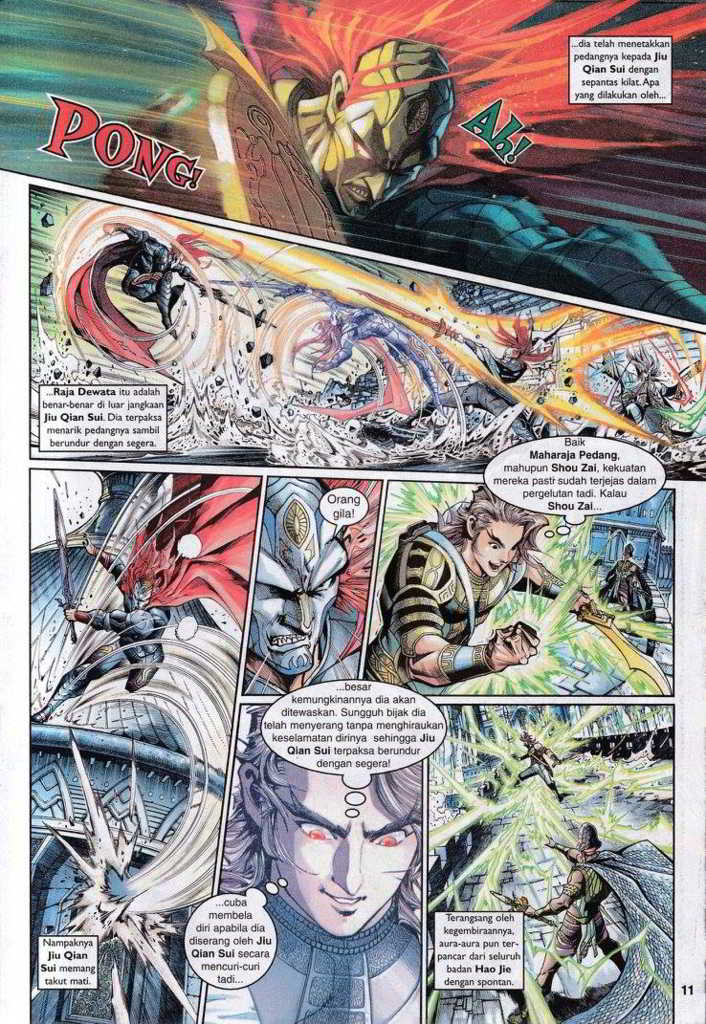 ...dia telah menetakkan
pedangnya kepada Jiu
Qian Sui dengan
sepantas kilat. Apa
yang dilakukan oleh...
PONG!
Ah!
...Raja Dewata itu adalah
benar-benar di luar jangkaan
Jiu Qian Sui. Dia terpaksa
menarik pedangnya sambil
berundur dengan segera.
Baik
Maharaja Pedang,
mahupun Shou Zai, kekuatan
mereka pasti sudah terjejas dalam
pergelutan tadi. Kalau
Shou Zai...
Orang
gila!
...besar
kemungkinannya dia akan
ditewaskan. Sungguh bijak dia
telah menyerang tanpa menghiraukan
keselamatan dirinya sehingga Jiu
Qian Sui terpaksa berundur
dengan segera!
Nampaknya
Jiu Qian
Sui memang
takut mati.
...cuba
membela
diri apabila dia
diserang oleh Jiu
Qian Sui secara
mencuri-curi
tadi...
Terangsang oleh
kegembiraannya,
aura-aura pun ter-
pancar dari seluruh
badan Hao Jie
dengan spontan.
11